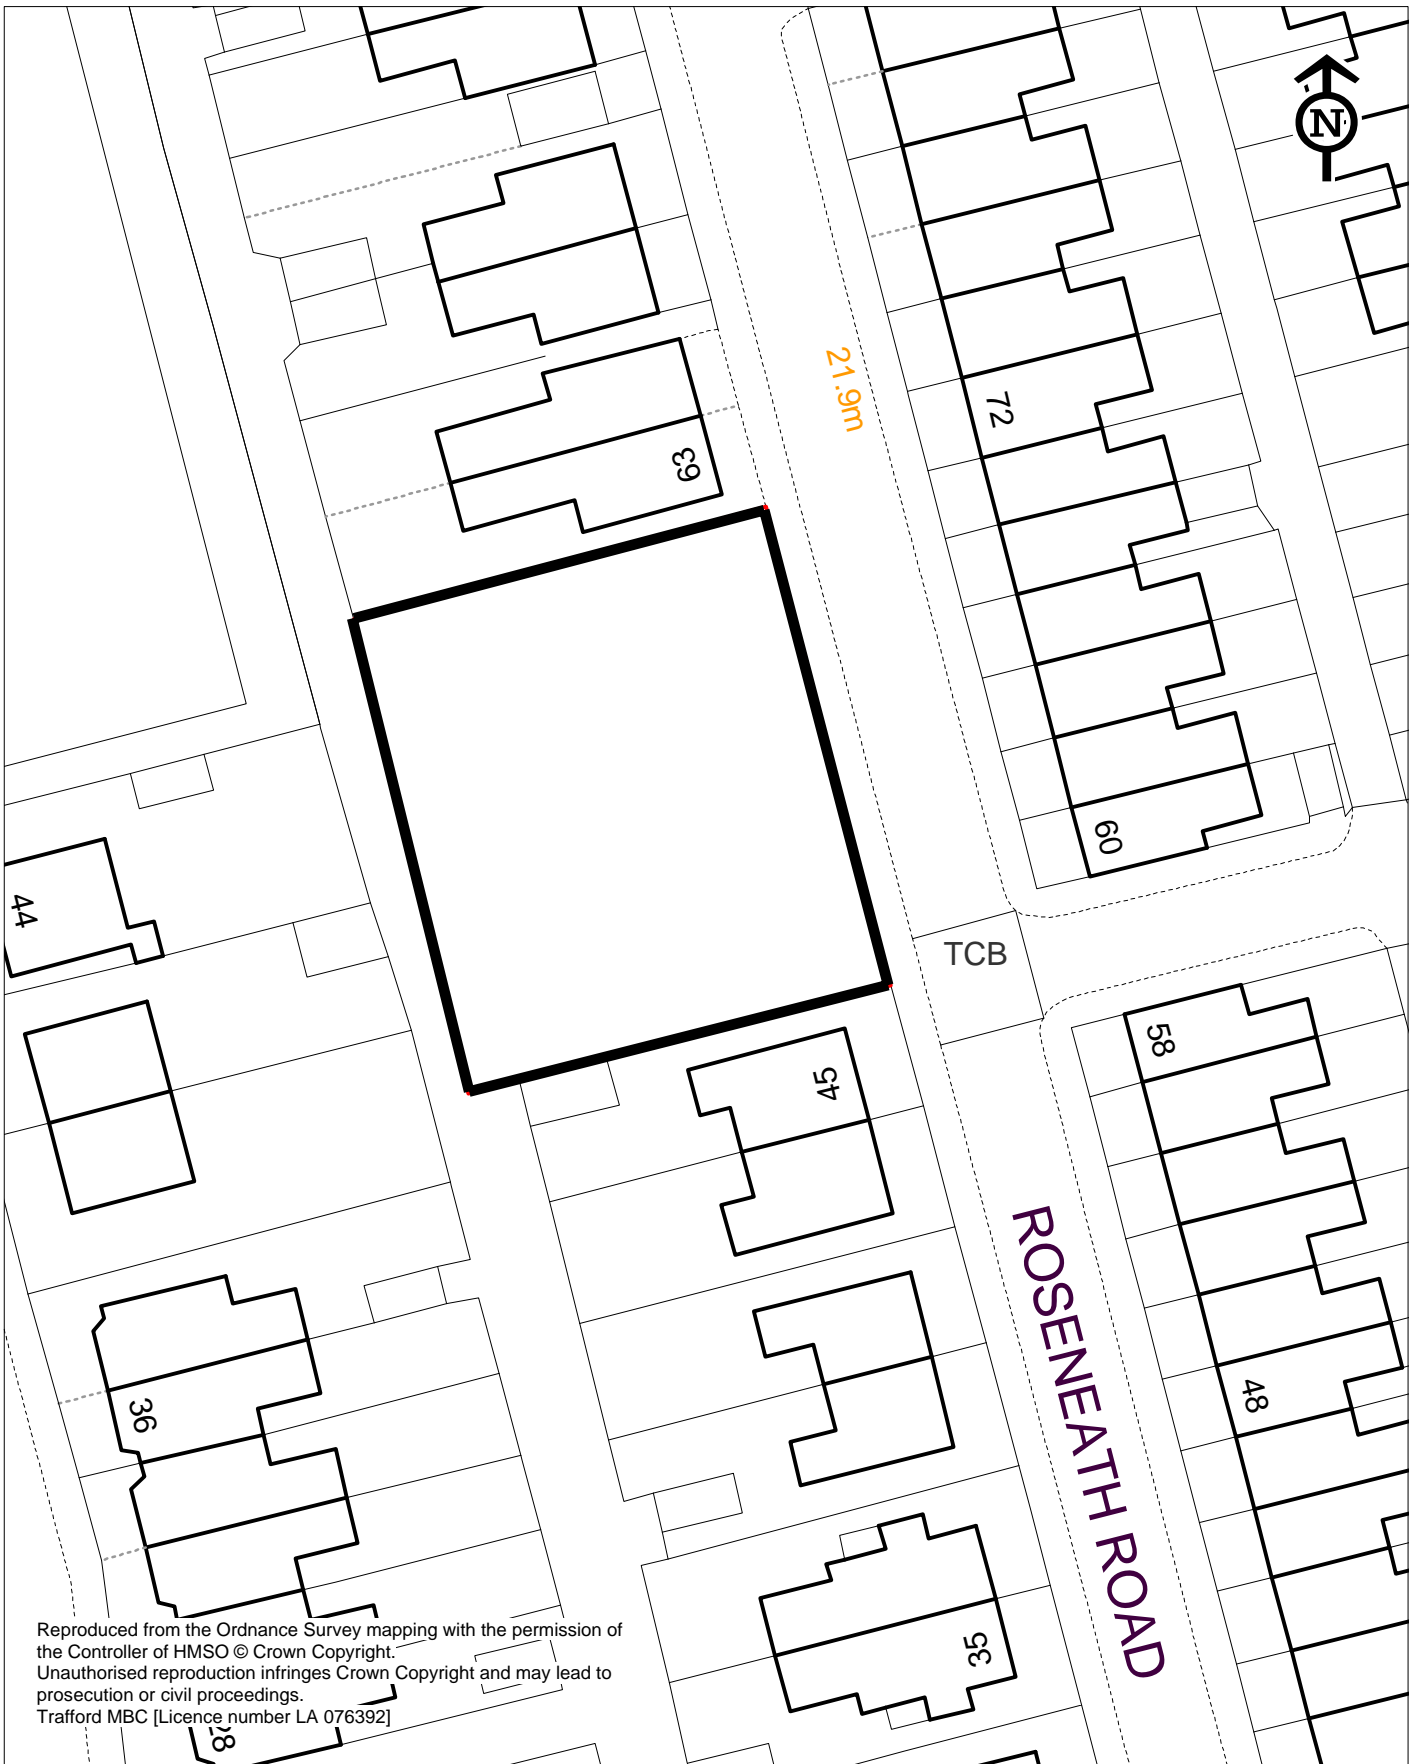 N
21.9m
72
63
60
44
TCB
58
45
ROSENEATH ROAD
36
48
35
Reproduced from the Ordnance Survey mapping with the permission of
the Controller of HMSO © Crown Copyright.
Unauthorised reproduction infringes Crown Copyright and may lead to
prosecution or civil proceedings.
Trafford MBC [Licence number LA 076392]
28